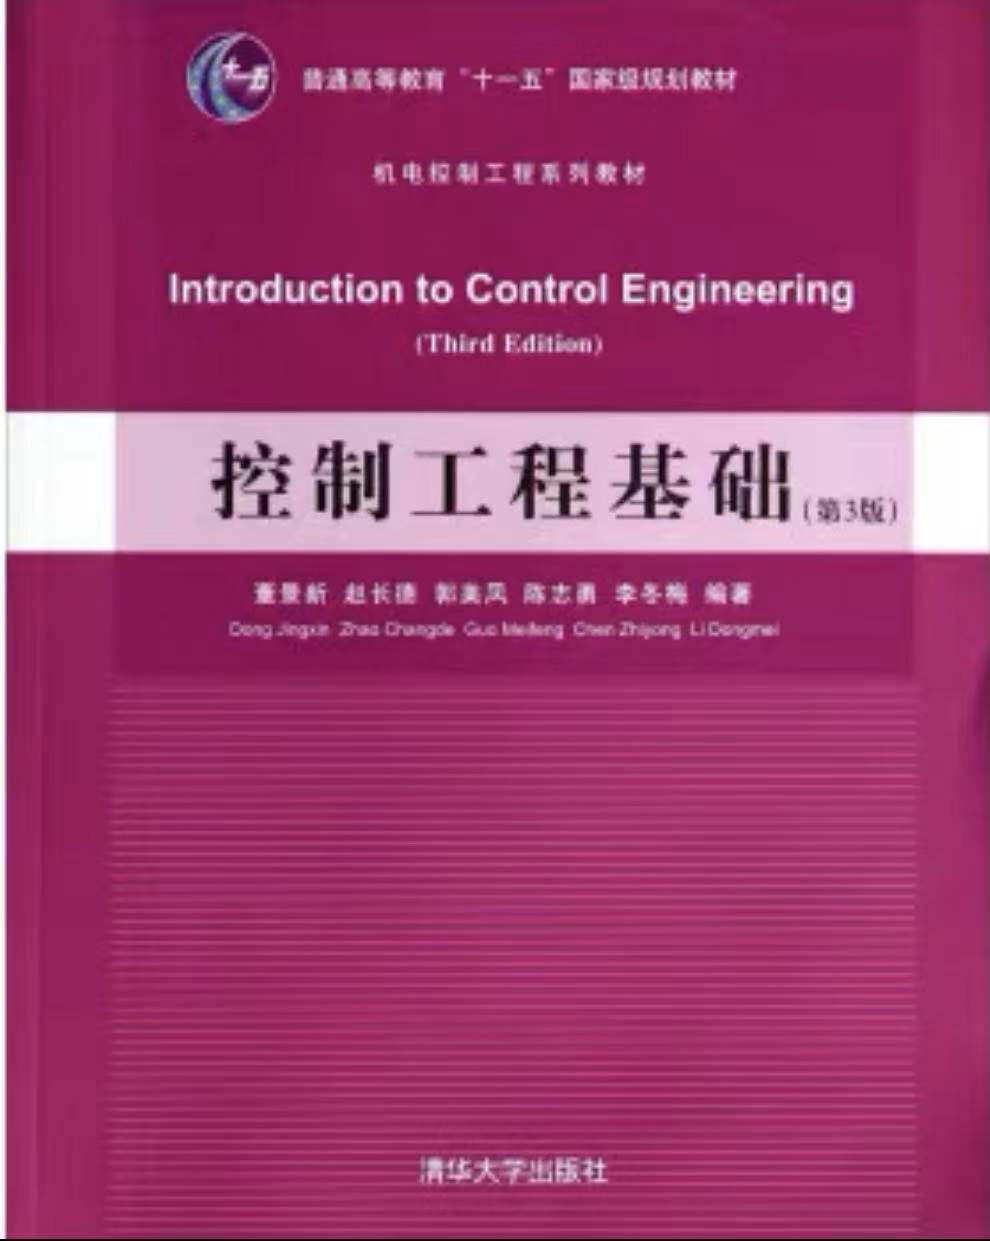 十一五
普通高等教育“十一五”国家级规划教材
机电控制工程系列教材
Introduction to Control Engineering
(Third Edition)
控制工程基础(第3版)
董景新 赵长德 郭美凤 陈志勇 李冬梅 编著
Dong Jingxin Zhao Changde Guo Meifeng Chen Zhiyong Li Dongmei
清华大学出版社